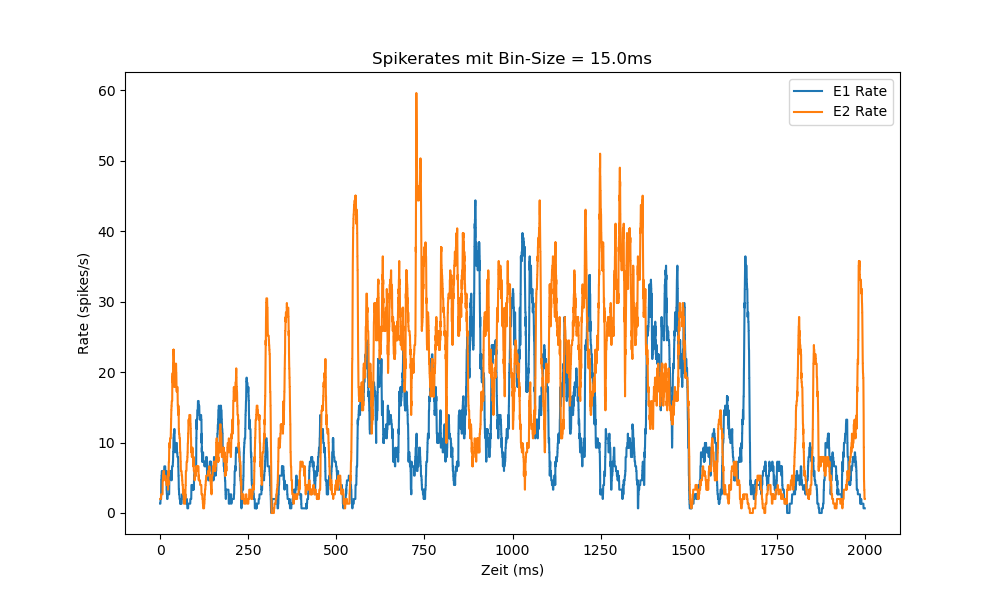 Spikerates mit Bin-Size = 15.0ms
E1 Rate
E2 Rate
Rate (spikes/s)
60
50
40
30
20
10
0
0 250 500 750 1000 1250 1500 1750 2000
Zeit (ms)